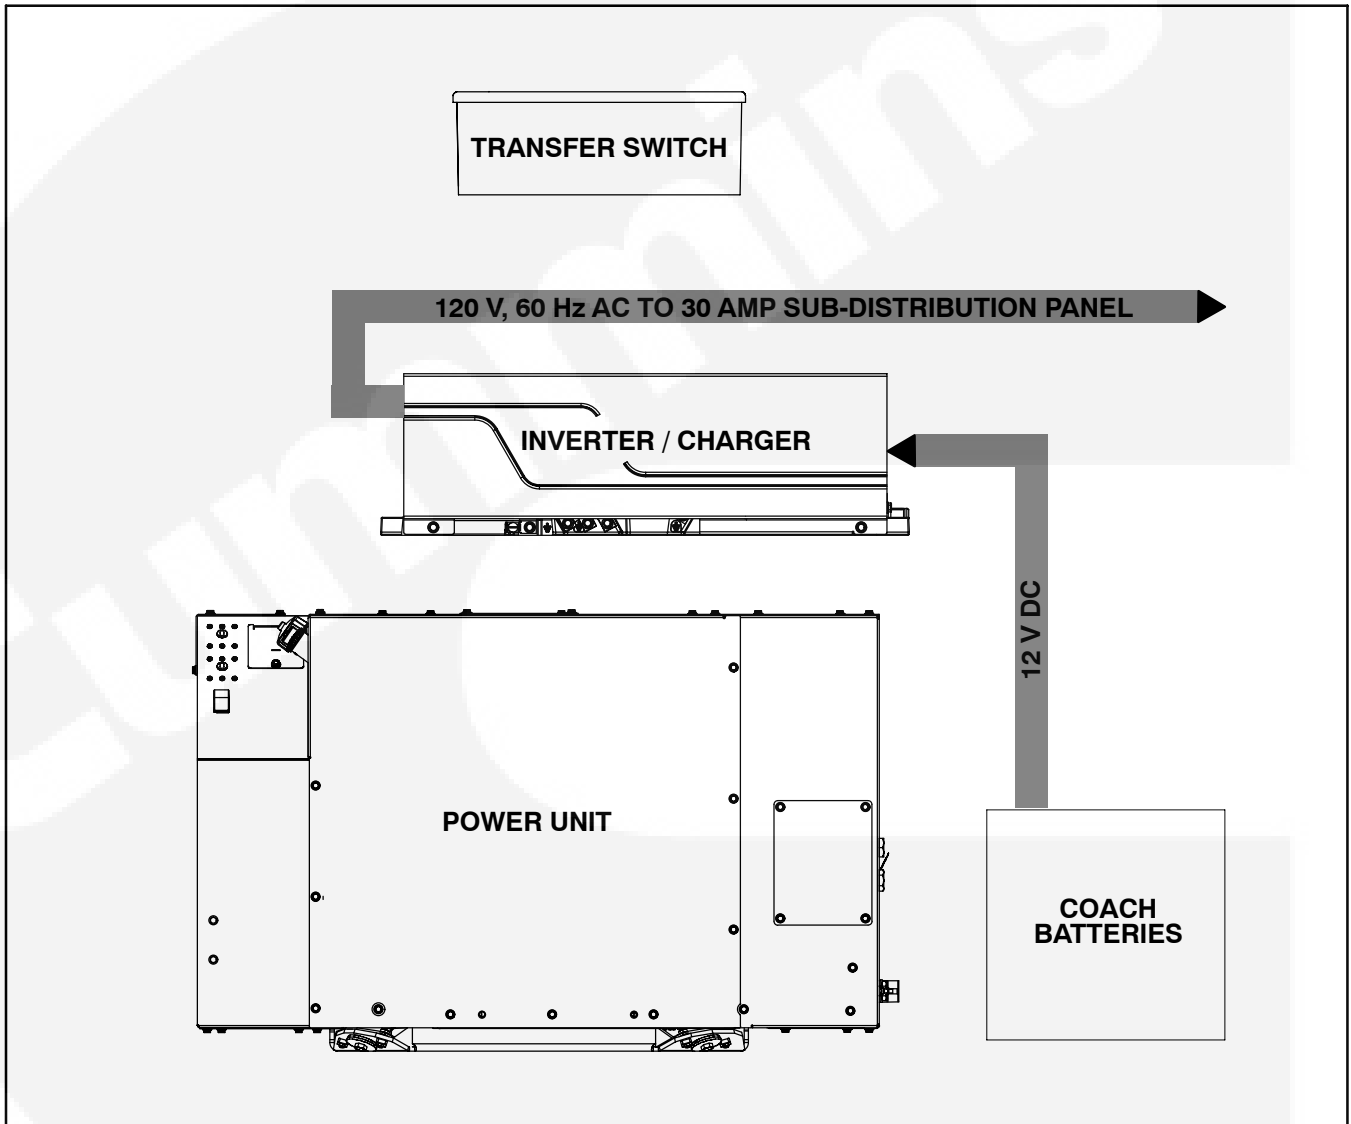 TRANSFER SWITCH
120 V, 60 Hz AC TO 30 AMP SUB-DISTRIBUTION PANEL
INVERTER / CHARGER
12 V DC
POWER UNIT
COACH
BATTERIES
Cummins